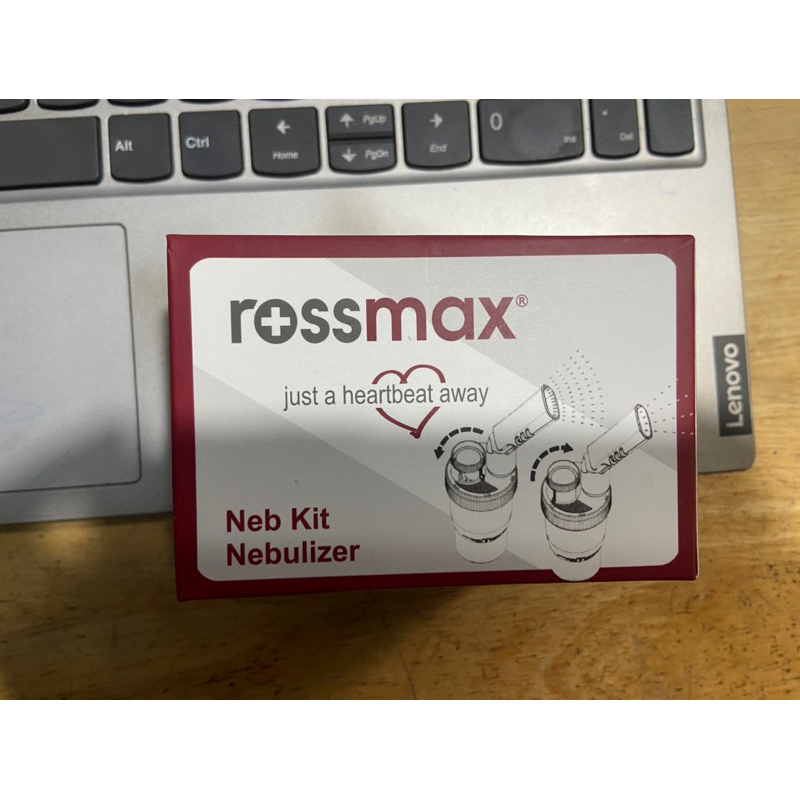 Alt
Ctrl
Home
PgUp
PgDn
End
0
Ins
.
Del
Lenovo
rossmax®
just a heartbeat away
Neb Kit
Nebulizer